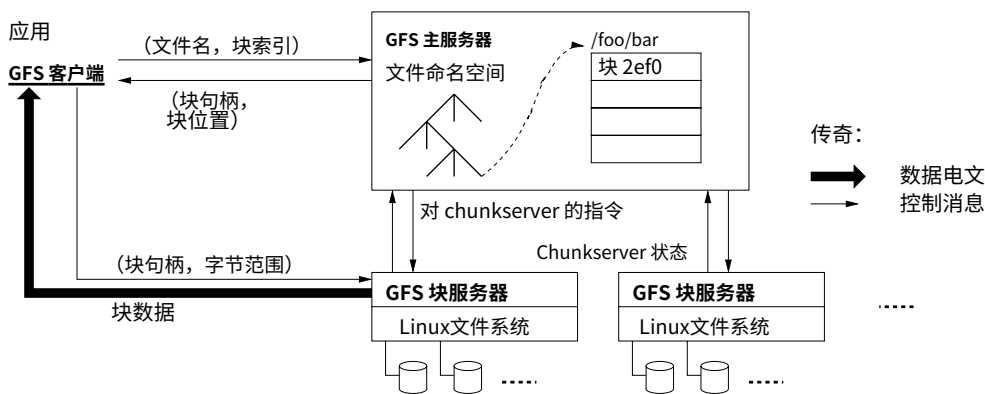 应用
GFS 客户端
（文件名，块索引）
（块句柄，
块位置）
GFS 主服务器
文件命名空间
/foo/bar
块 2ef0
传奇：
数据电文
控制消息
对 chunkserver 的指令
Chunkserver 状态
（块句柄，字节范围）
块数据
GFS 块服务器
Linux文件系统
GFS 块服务器
Linux文件系统